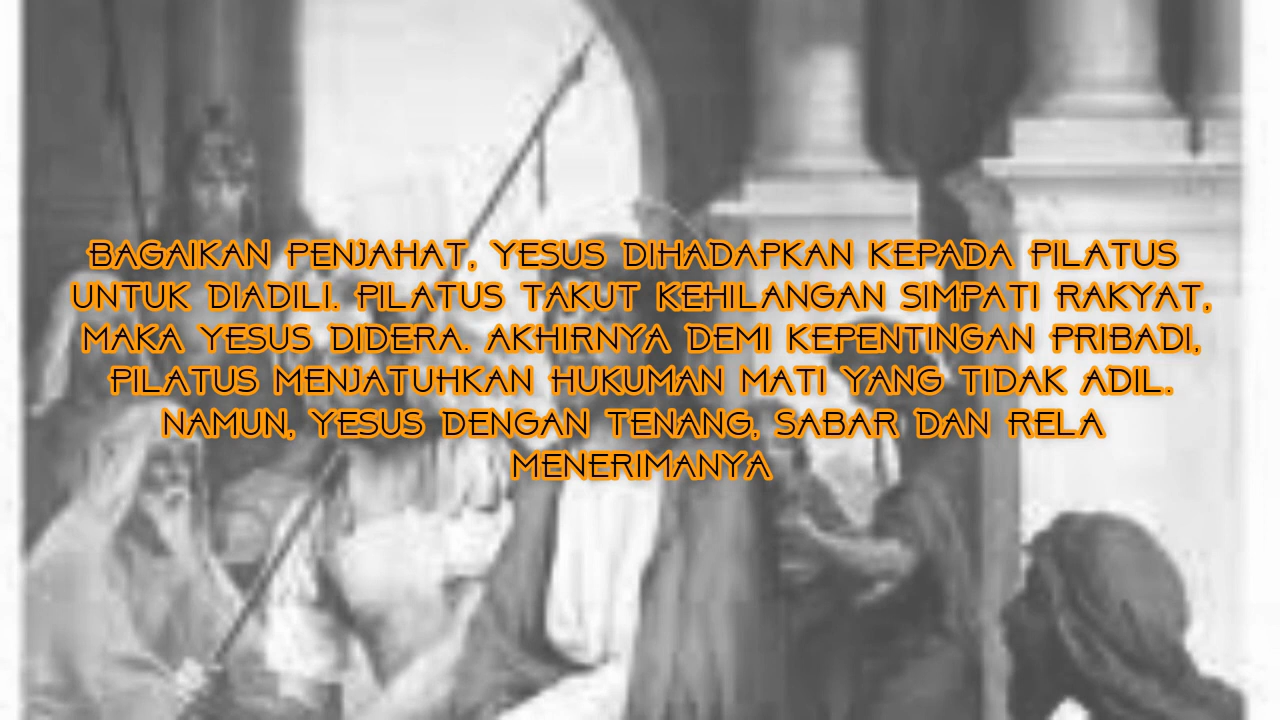 BAGAIKAN PENJAHAT, YESUS DIHADAPKAN KEPADA PILATUS
UNTUK DIADILI. PILATUS TAKUT KEHILANGAN SIMPATI RAKYAT,
MAKA YESUS DIDERA. AKHIRNYA DEMI KEPENTINGAN PRIBADI,
PILATUS MENJATUHKAN HUKUMAN MATI YANG TIDAK ADIL.
NAMUN, YESUS DENGAN TENANG, SABAR DAN RELA
MENERIMANYA